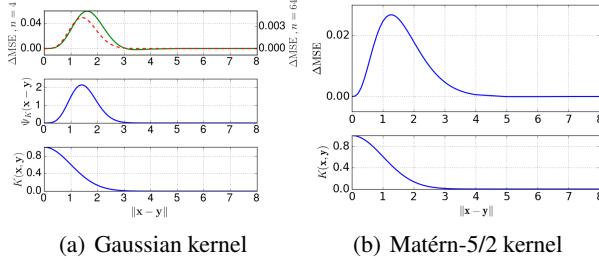 ΔMSE, n = 4
0.04
0.00
0.003
0.000
ΔMSE, n = 64
0 1 2 3 4 5 6 7 8
Ψ_K(x − y)
2
1
0
0 1 2 3 4 5 6 7 8
K(x, y)
0.8
0.4
0.0
0 1 2 3 4 5 6 7 8
‖x − y‖
(a) Gaussian kernel
ΔMSE
0.02
0.00
0 1 2 3 4 5 6 7 8
K(x, y)
0.8
0.4
0.0
0 1 2 3 4 5 6 7 8
‖x − y‖
(b) Matérn-5/2 kernel